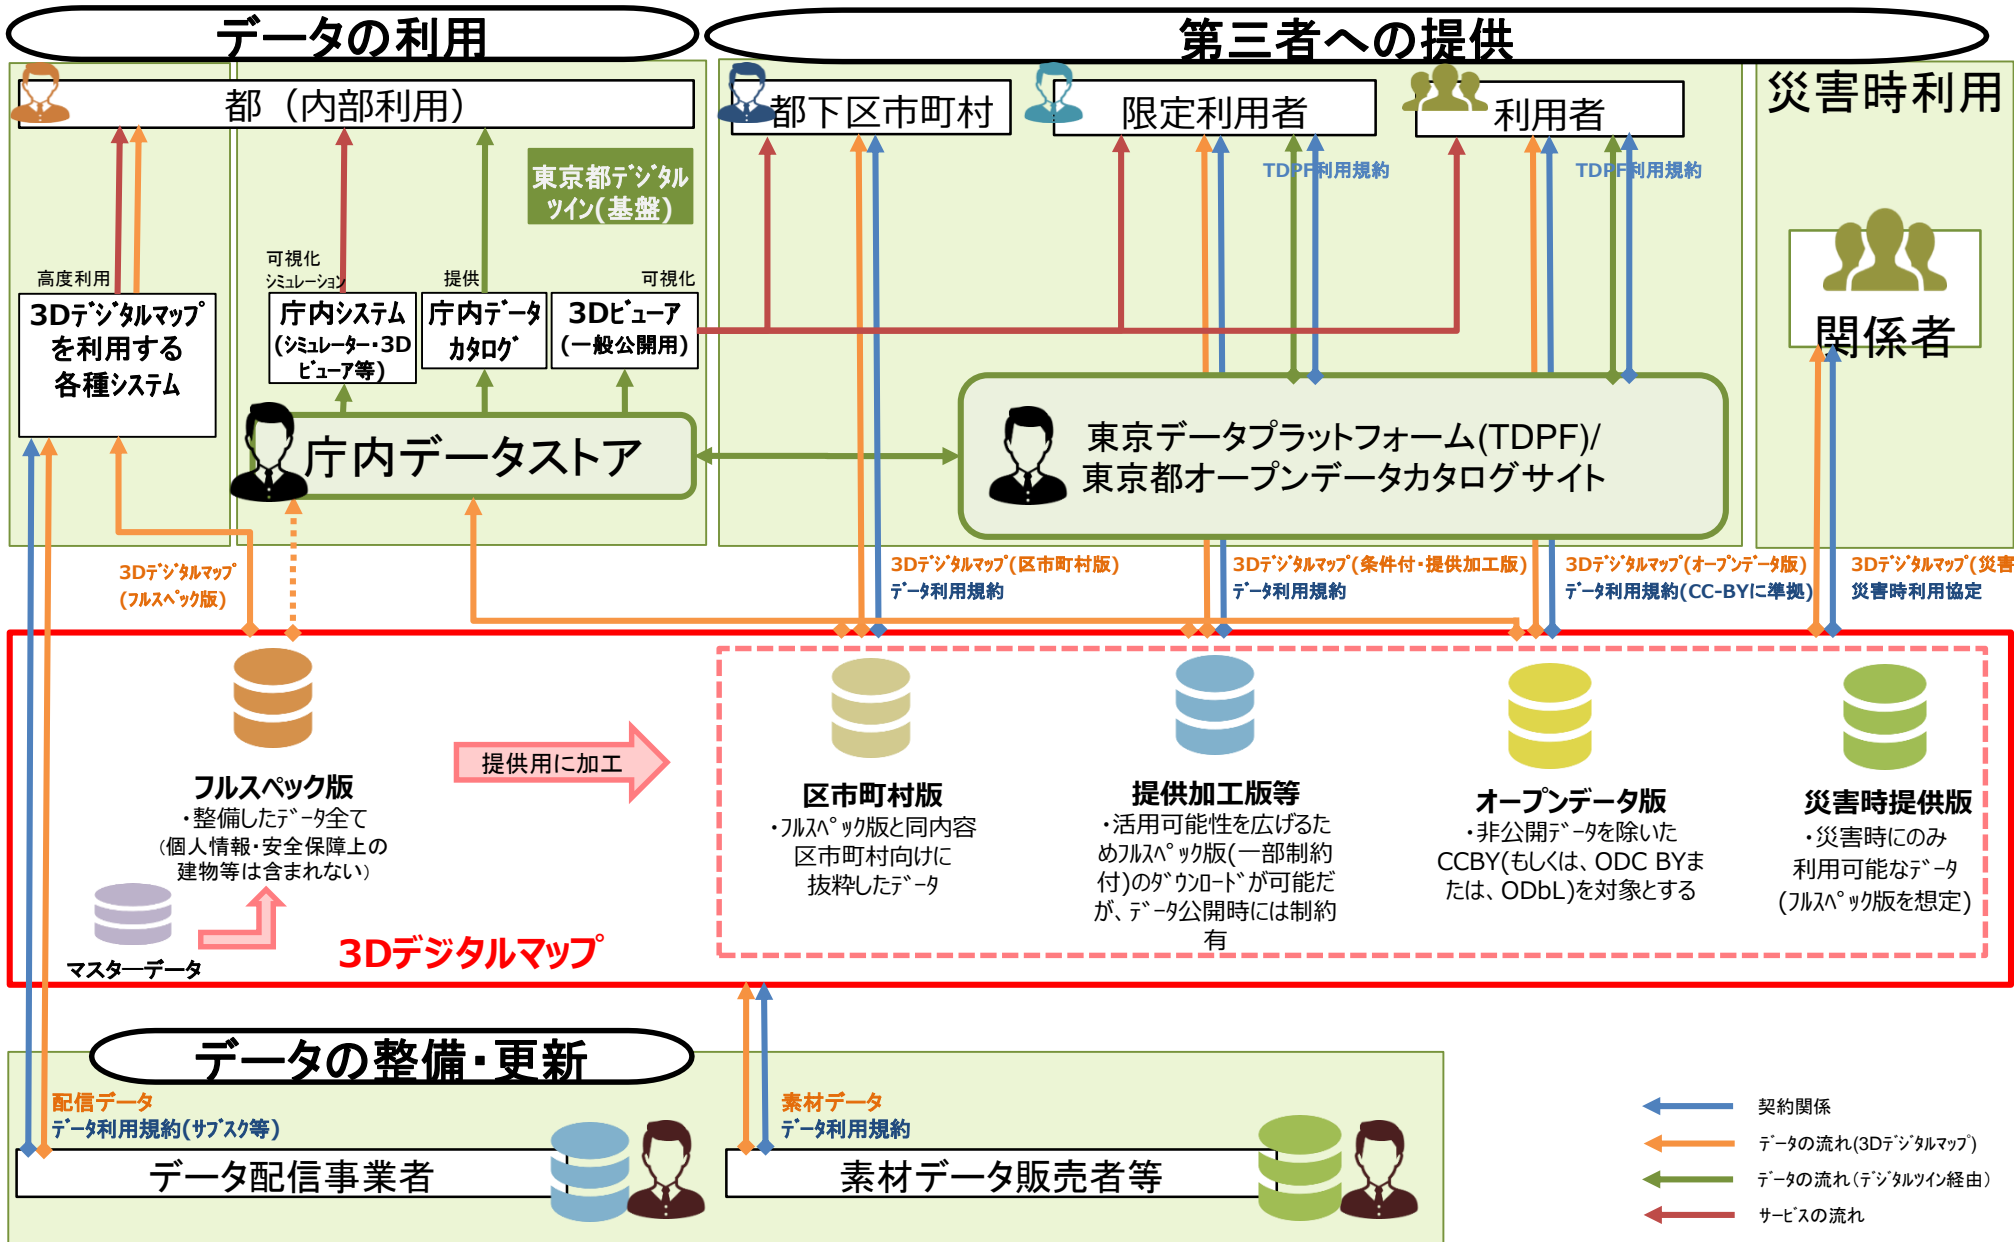 データの利用
第三者への提供
都（内部利用）
都下区市町村
限定利用者
利用者
災害時利用
TDPF利用規約
TDPF利用規約
東京都デジタル
ツイン(基盤)
高度利用
可視化
シミュレーション
提供
可視化
3Dデジタルマップ
を利用する
各種システム
庁内システム
(シミュレーター・3D
ビューア等)
庁内データ
カタログ
3Dビューア
(一般公開用)
関係者
庁内データストア
東京データプラットフォーム(TDPF)/
東京都オープンデータカタログサイト
3Dデジタルマップ
(フルスペック版)
3Dデジタルマップ(区市町村版)
データ利用規約
3Dデジタルマップ(条件付・提供加工版)
データ利用規約
3Dデジタルマップ(オープンデータ版)
データ利用規約(CC-BYに準拠)
3Dデジタルマップ(災害
災害時利用協定
フルスペック版
・整備したデータ全て
（個人情報・安全保障上の
建物等は含まれない）
マスターデータ
提供用に加工
3Dデジタルマップ
区市町村版
・フルスペック版と同内容
区市町村向けに
抜粋したデータ
提供加工版等
・活用可能性を広げるた
めフルスペック版(一部制約
付)のダウンロードが可能だ
が、データ公開時には制約
有
オープンデータ版
・非公開データを除いた
CCBY(もしくは、ODC BYま
たは、ODbL)を対象とする
災害時提供版
・災害時にのみ
利用可能なデータ
(フルスペック版を想定)
データの整備・更新
配信データ
データ利用規約(サブスク等)
データ配信事業者
素材データ
データ利用規約
素材データ販売者等
契約関係
データの流れ(3Dデジタルマップ)
データの流れ（デジタルツイン経由）
サービスの流れ